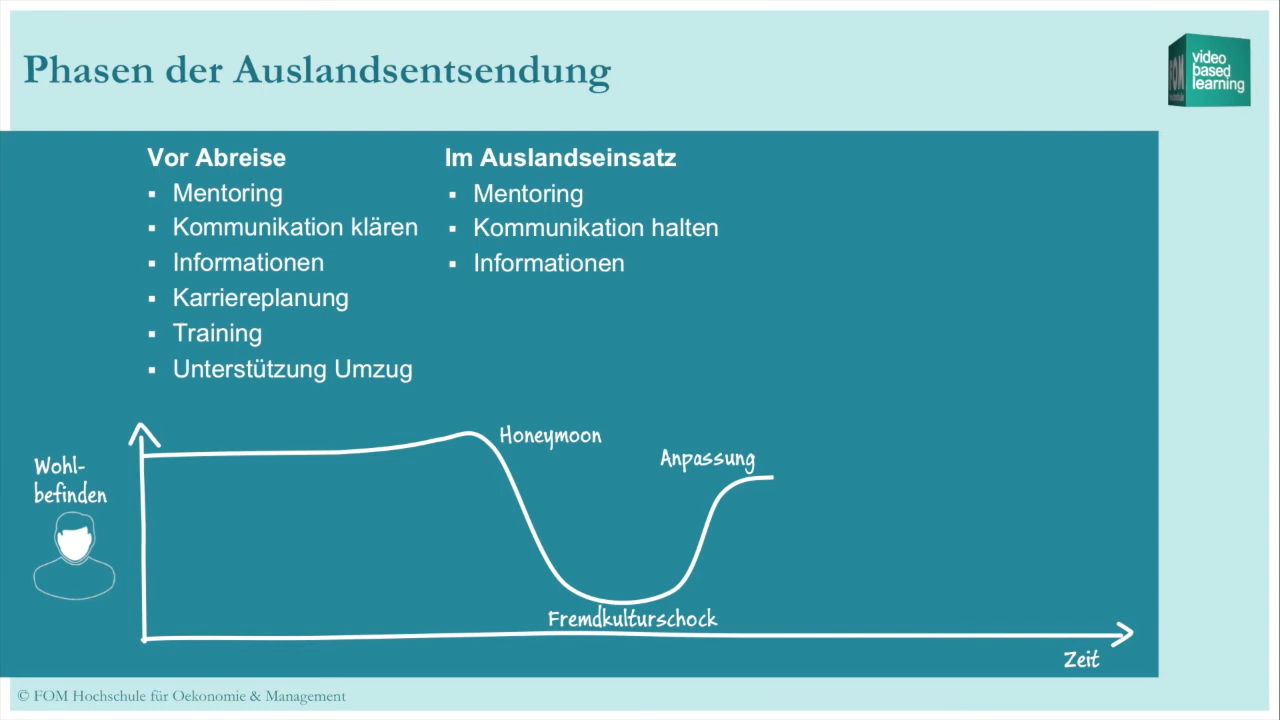 Phasen der Auslandsentsendung
video
based
learning
FOM
Vor Abreise
▪ Mentoring
▪ Kommunikation klären
▪ Informationen
▪ Karriereplanung
▪ Training
▪ Unterstützung Umzug
Im Auslandseinsatz
▪ Mentoring
▪ Kommunikation halten
▪ Informationen
Wohl-
befinden
Honeymoon
Anpassung
Fremdkulturschock
Zeit
© FOM Hochschule für Oekonomie & Management